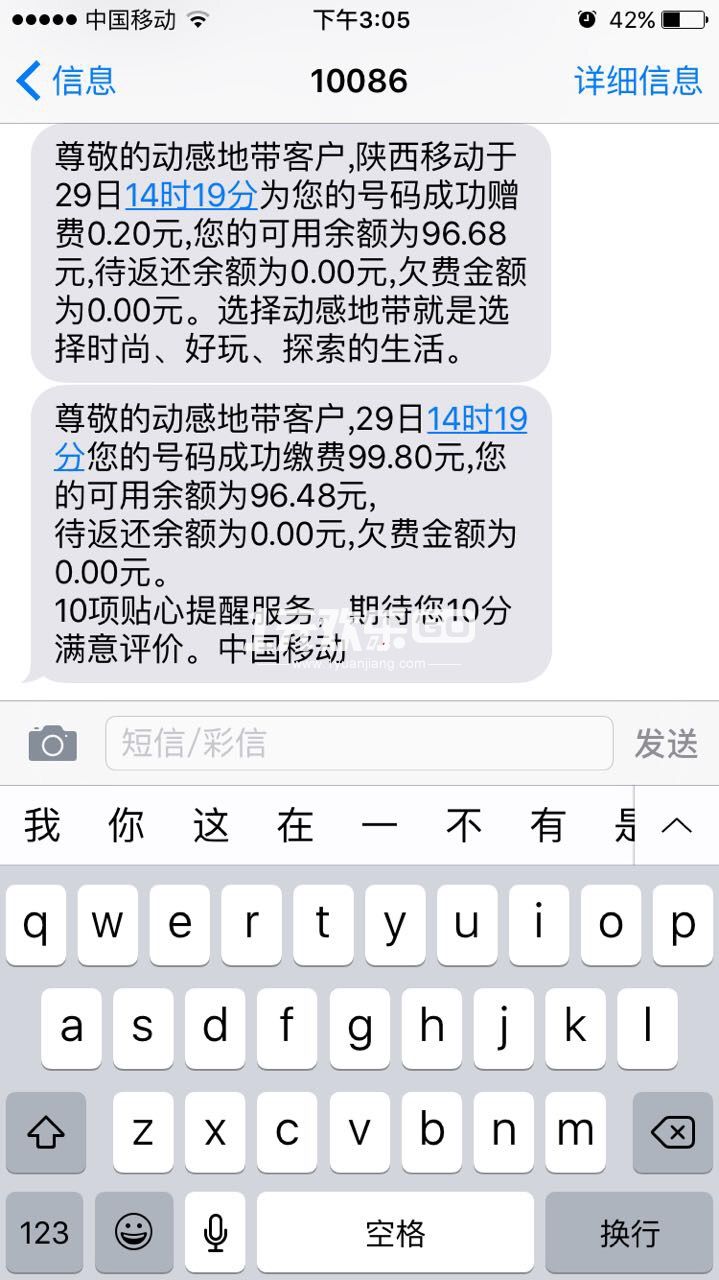 中国移动 下午3:05 42%
信息 10086 详细信息
尊敬的动感地带客户,陕西移动于
29日14时19分为您的号码成功赠
费0.20元,您的可用余额为96.68
元,待返还余额为0.00元,欠费金额
为0.00元。选择动感地带就是选
择时尚、好玩、探索的生活。
尊敬的动感地带客户,29日14时19
分您的号码成功缴费99.80元,您
的可用余额为96.48元,
待返还余额为0.00元,欠费金额为
0.00元。
10项贴心提醒服务，期待您10分
满意评价。中国移动
www.1yuanjiang.com
短信/彩信 发送
我 你 这 在 一 不 有 是
q w e r t y u i o p
a s d f g h j k l
z x c v b n m
123 空格 换行